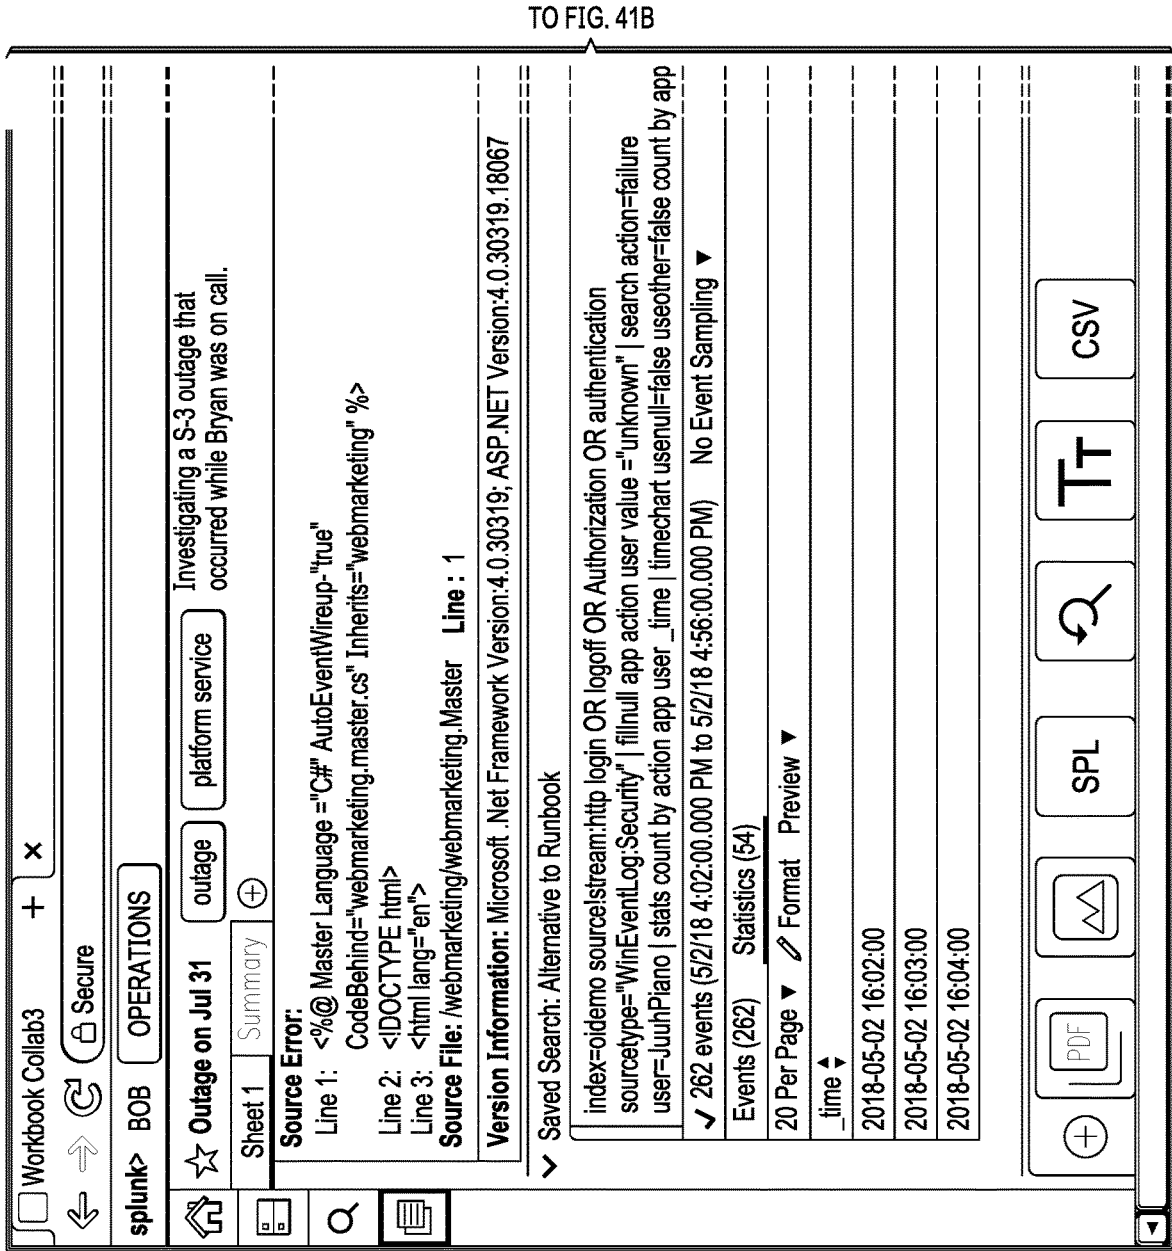 TO FIG. 41B
Workbook Collab3 + ×
Secure
splunk> BOB OPERATIONS
Outage on Jul 31 outage platform service
Investigating a S-3 outage that
occurred while Bryan was on call.
Sheet 1 Summary
Source Error:
Line 1: <%@ Master Language ="C#" AutoEventWireup-"true"
CodeBehind="webmarketing.master.cs" Inherits="webmarketing" %>
Line 2: <!DOCTYPE html>
Line 3: <html lang="en">
Source File: /webmarketing/webmarketing.Master Line : 1
Version Information: Microsoft .Net Framework Version:4.0.30319; ASP.NET Version:4.0.30319.18067
Saved Search: Alternative to Runbook
index=oidemo source!stream:http login OR logoff OR Authorization OR authentication
sourcetype="WinEventLog:Security" | fillnull app action user value ="unknown" | search action=failure
user=JuuhPiano | stats count by action app user _time | timechart usenull=false useother=false count by app
✓ 262 events (5/2/18 4:02:00.000 PM to 5/2/18 4:56:00.000 PM) No Event Sampling ▼
Events (262) Statistics (54)
20 Per Page ▼ Format Preview ▼
_time
2018-05-02 16:02:00
2018-05-02 16:03:00
2018-05-02 16:04:00
PDF SPL TT CSV